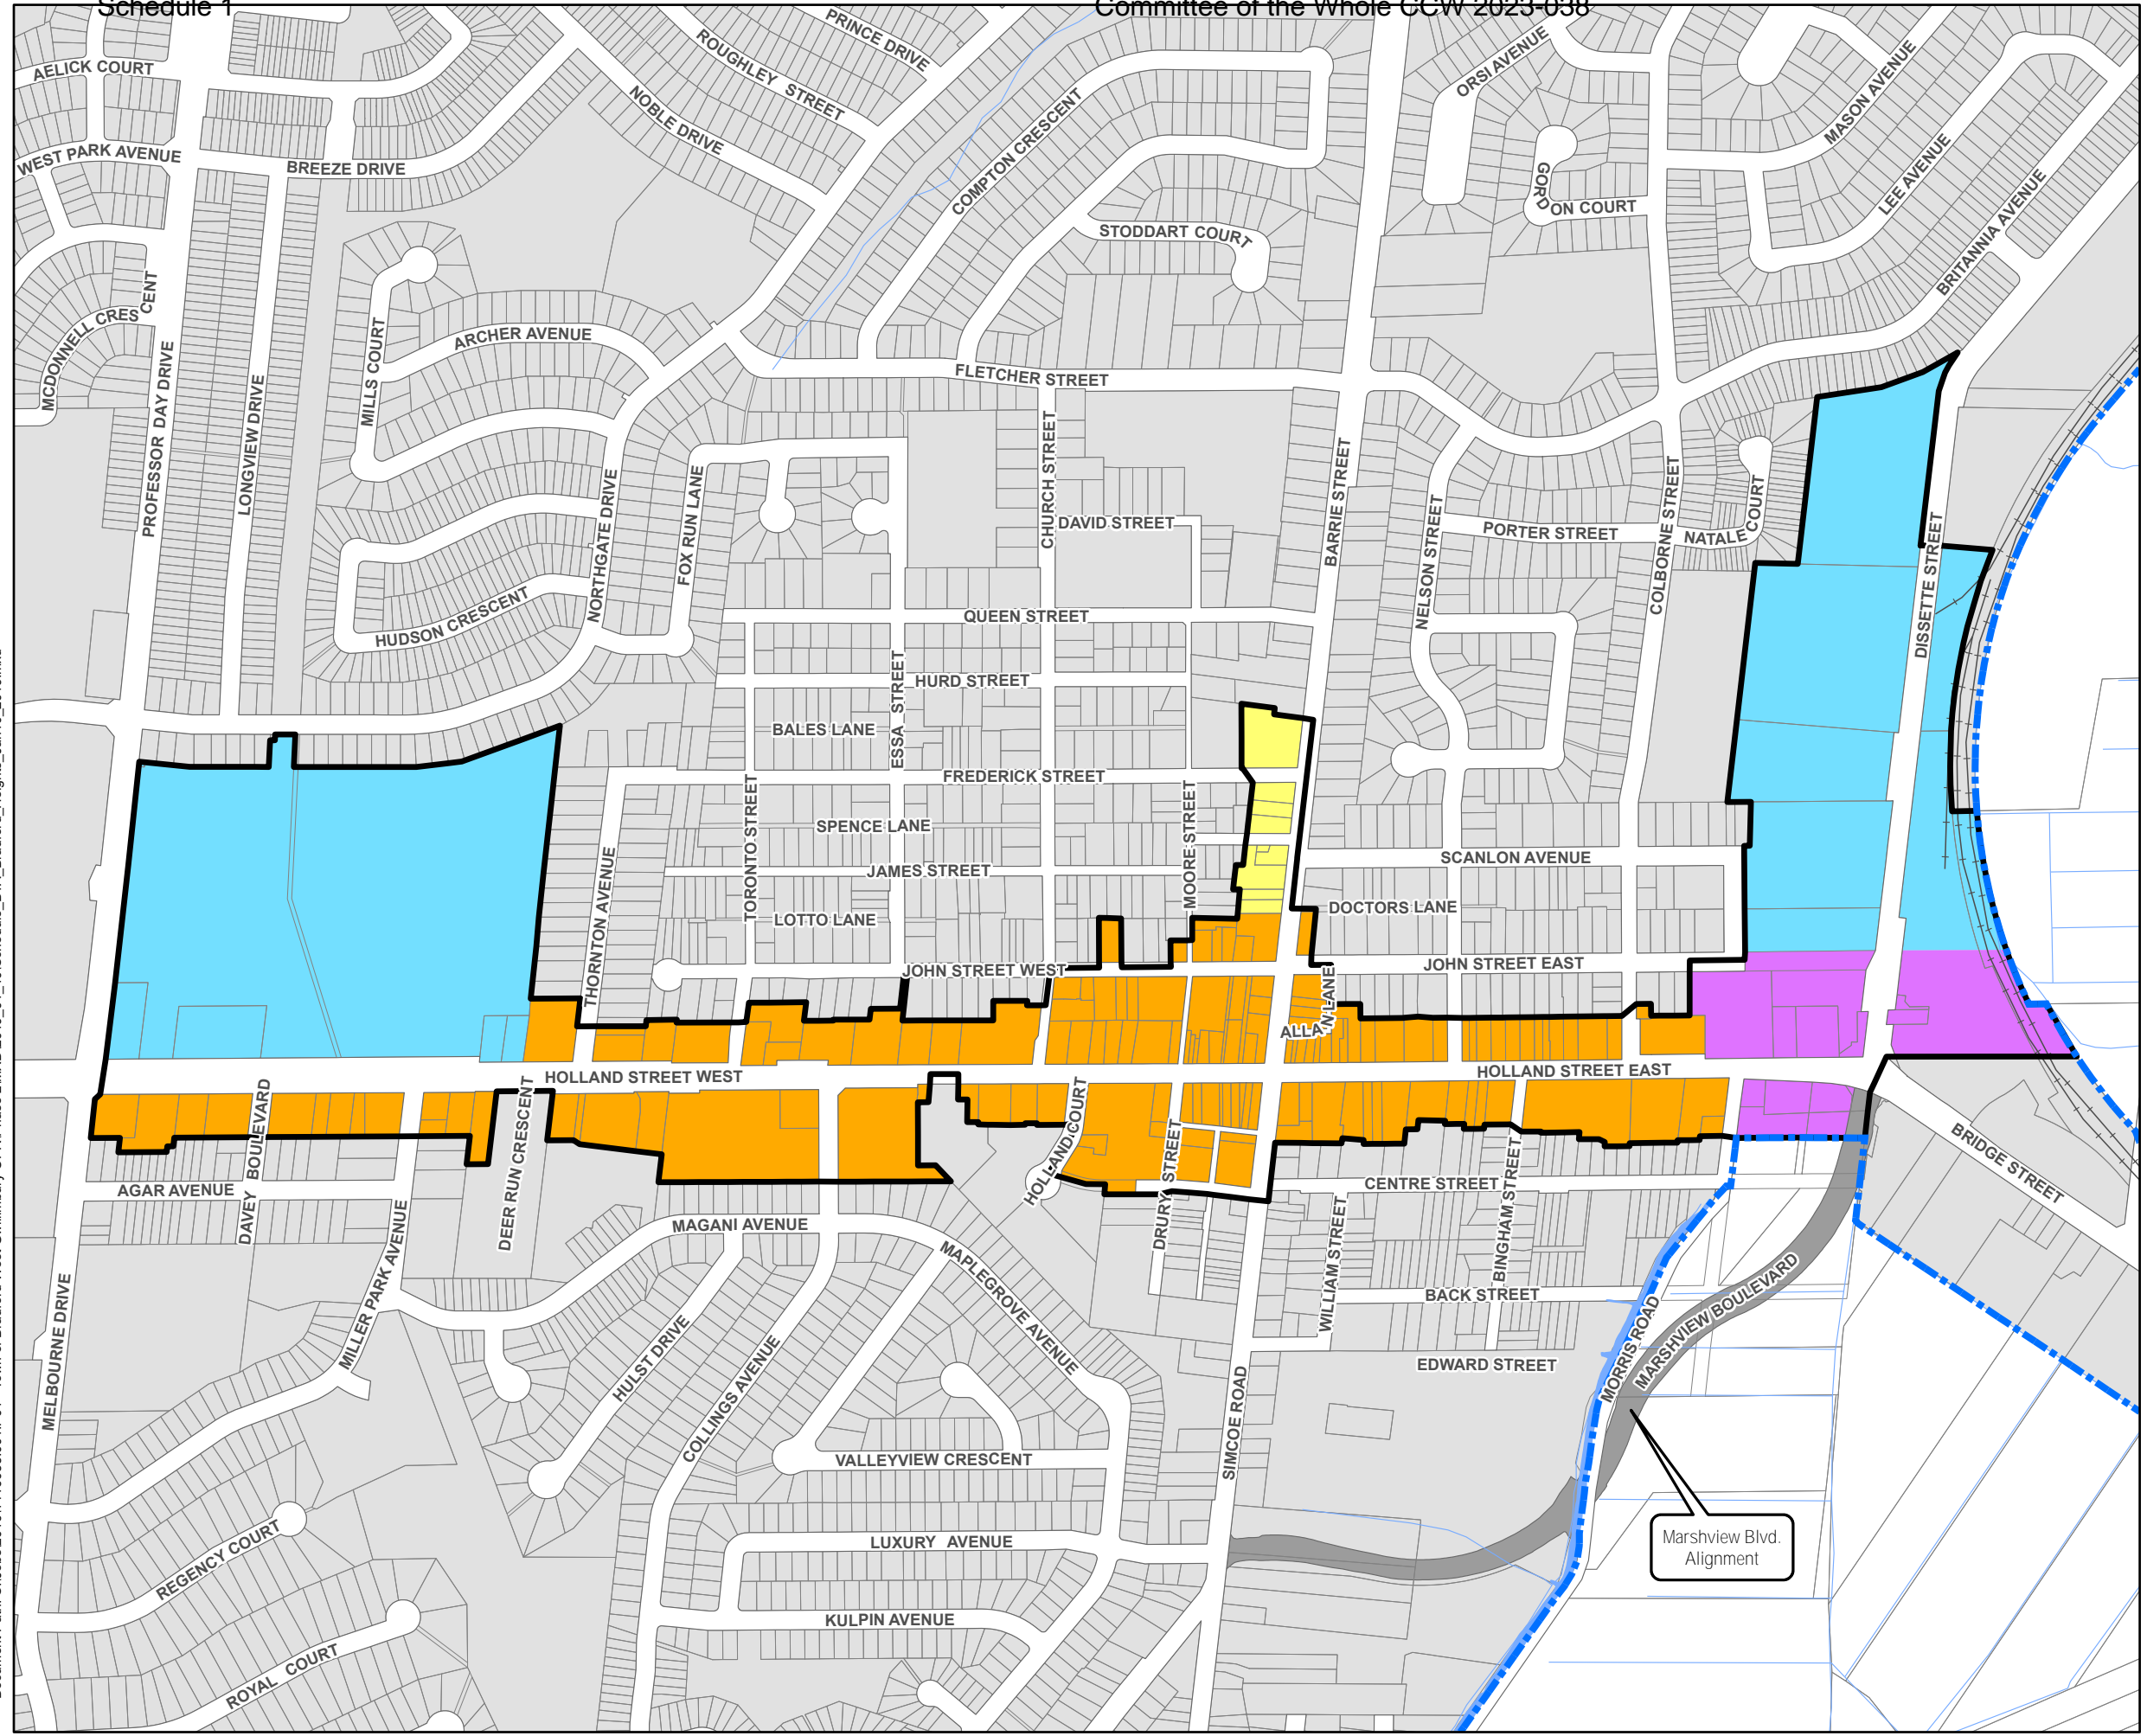 Schedule 1
Committee of the Whole CCW 2023-038
PRINCE DRIVE
ROUGHLEY STREET
ORSI AVENUE
AELICK COURT
NOBLE DRIVE
MASON AVENUE
COMPTON CRESCENT
WEST PARK AVENUE
BREEZE DRIVE
LEE AVENUE
GORD
ON COURT
BRITANNIA AVENUE
STODDART COURT
MCDONNELL CRES
CENT
ARCHER AVENUE
MILLS COURT
FLETCHER STREET
PROFESSOR DAY DRIVE
LONGVIEW DRIVE
CHURCH STREET
BARRIE STREET
NORTHGATE DRIVE
FOX RUN LANE
DAVID STREET
NELSON STREET
PORTER STREET
COLBORNE STREET
NATALE
COURT
DISSETTE STREET
HUDSON CRESCENT
QUEEN STREET
HURD STREET
ESSA STREET
BALES LANE
FREDERICK STREET
TORONTO STREET
MOORE STREET
SPENCE LANE
SCANLON AVENUE
JAMES STREET
THORNTON AVENUE
LOTTO LANE
DOCTORS LANE
JOHN STREET WEST
JOHN STREET EAST
ALLA
N LANE
HOLLAND STREET WEST
HOLLAND STREET EAST
DAVEY BOULEVARD
DEER RUN CRESCENT
HOLLAND COURT
DRURY STREET
BRIDGE STREET
AGAR AVENUE
CENTRE STREET
MAGANI AVENUE
WILLIAM STREET
BINGHAM STREET
MAPLEGROVE AVENUE
MILLER PARK AVENUE
BACK STREET
MELBOURNE DRIVE
HULST DRIVE
COLLINGS AVENUE
MORRIS ROAD
MARSHVIEW BOULEVARD
EDWARD STREET
SIMCOE ROAD
VALLEYVIEW CRESCENT
Marshview Blvd.
Alignment
REGENCY COURT
LUXURY AVENUE
KULPIN AVENUE
ROYAL COURT